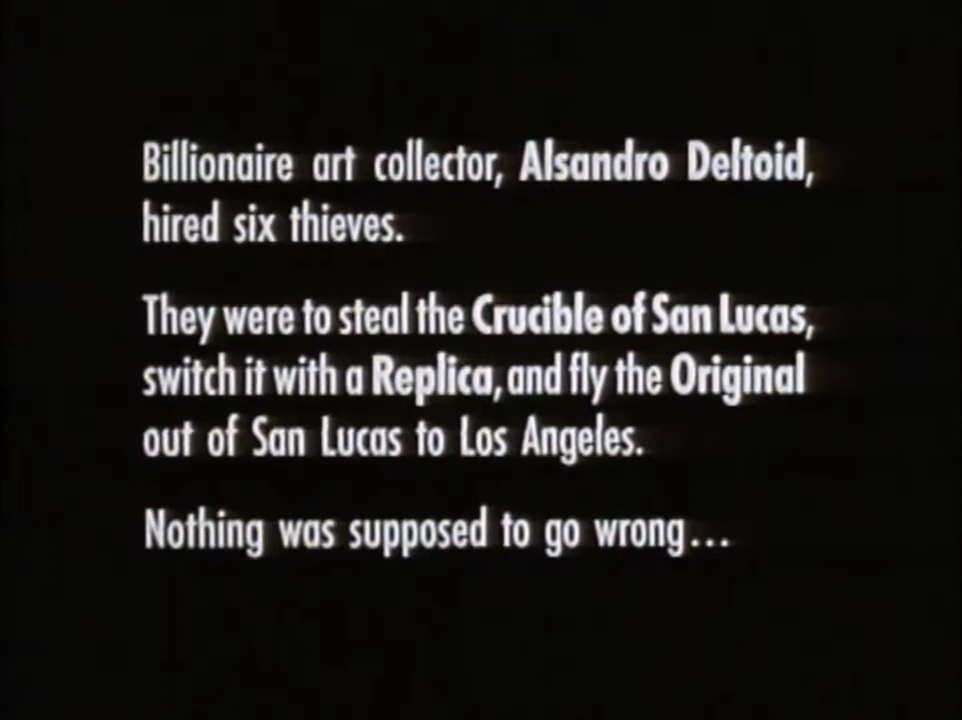 Billionaire art collector, Alsandro Deltoid,
hired six thieves.
They were to steal the Crucible of San Lucas,
switch it with a Replica, and fly the Original
out of San Lucas to Los Angeles.
Nothing was supposed to go wrong...